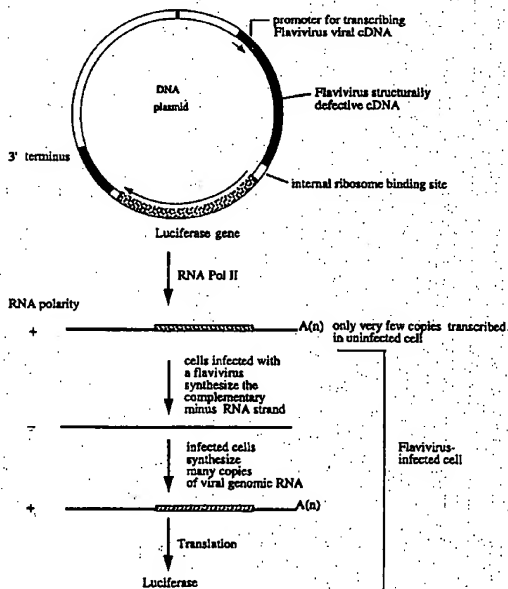 promoter for transcribing
Flavivirus viral cDNA
DNA
plasmid
Flavivirus structurally
defective cDNA
3' terminus
internal ribosome binding site
Luciferase gene
RNA Pol II
RNA polarity
+
A(n) only very few copies transcribed
in uninfected cell
cells infected with
a flavivirus
synthesize the
complementary
minus RNA strand
-
infected cells
synthesize
many copies
of viral genomic RNA
Flavivirus-
infected cell
+
A(n)
Translation
Luciferase